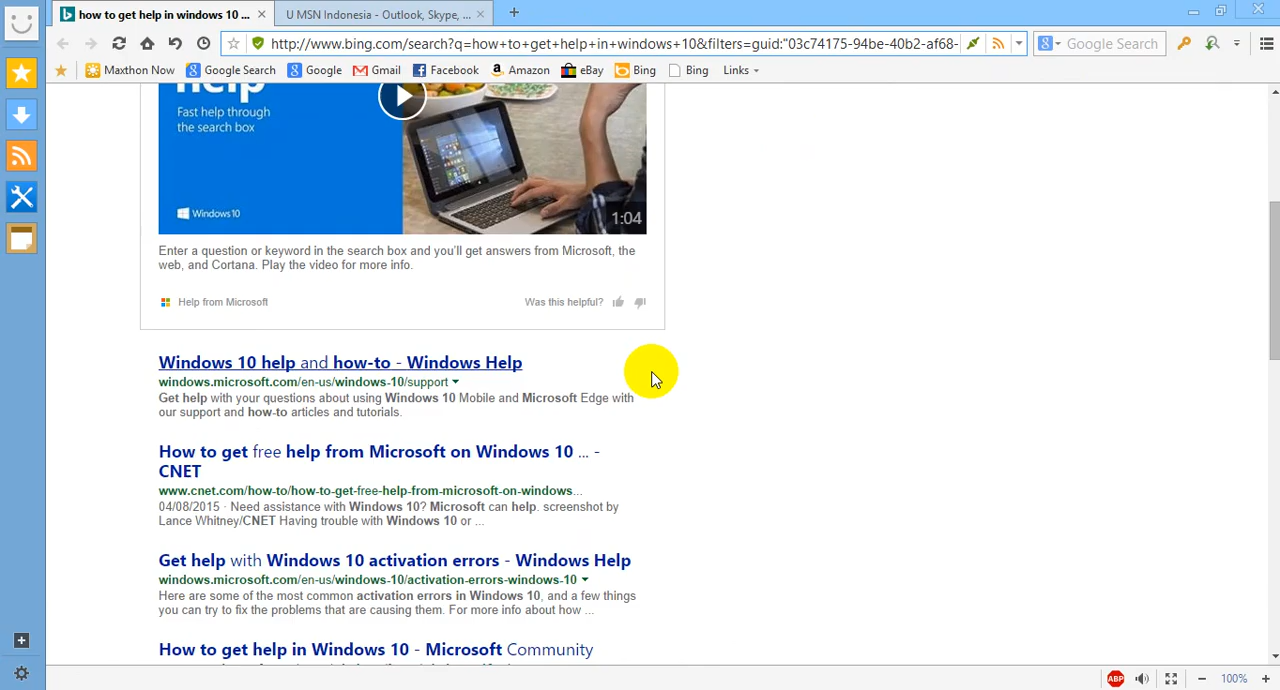 how to get help in windows 10 ...
U MSN Indonesia - Outlook, Skype, ...
http://www.bing.com/search?q=how+to+get+help+in+windows+10&filters=guid:"03c74175-94be-40b2-af68-
Google Search
Maxthon Now
Google Search
Google
Gmail
Facebook
Amazon
eBay
Bing
Bing
Links
help
Fast help through
the search box
Windows10
1:04
Enter a question or keyword in the search box and you'll get answers from Microsoft, the
web, and Cortana. Play the video for more info.
Help from Microsoft
Was this helpful?
Windows 10 help and how-to - Windows Help
windows.microsoft.com/en-us/windows-10/support
Get help with your questions about using Windows 10 Mobile and Microsoft Edge with
our support and how-to articles and tutorials.
How to get free help from Microsoft on Windows 10 ... -
CNET
www.cnet.com/how-to/how-to-get-free-help-from-microsoft-on-windows...
04/08/2015 · Need assistance with Windows 10? Microsoft can help. screenshot by
Lance Whitney/CNET Having trouble with Windows 10 or ...
Get help with Windows 10 activation errors - Windows Help
windows.microsoft.com/en-us/windows-10/activation-errors-windows-10
Here are some of the most common activation errors in Windows 10, and a few things
you can try to fix the problems that are causing them. For more info about how ...
How to get help in Windows 10 - Microsoft Community
ABP
100%